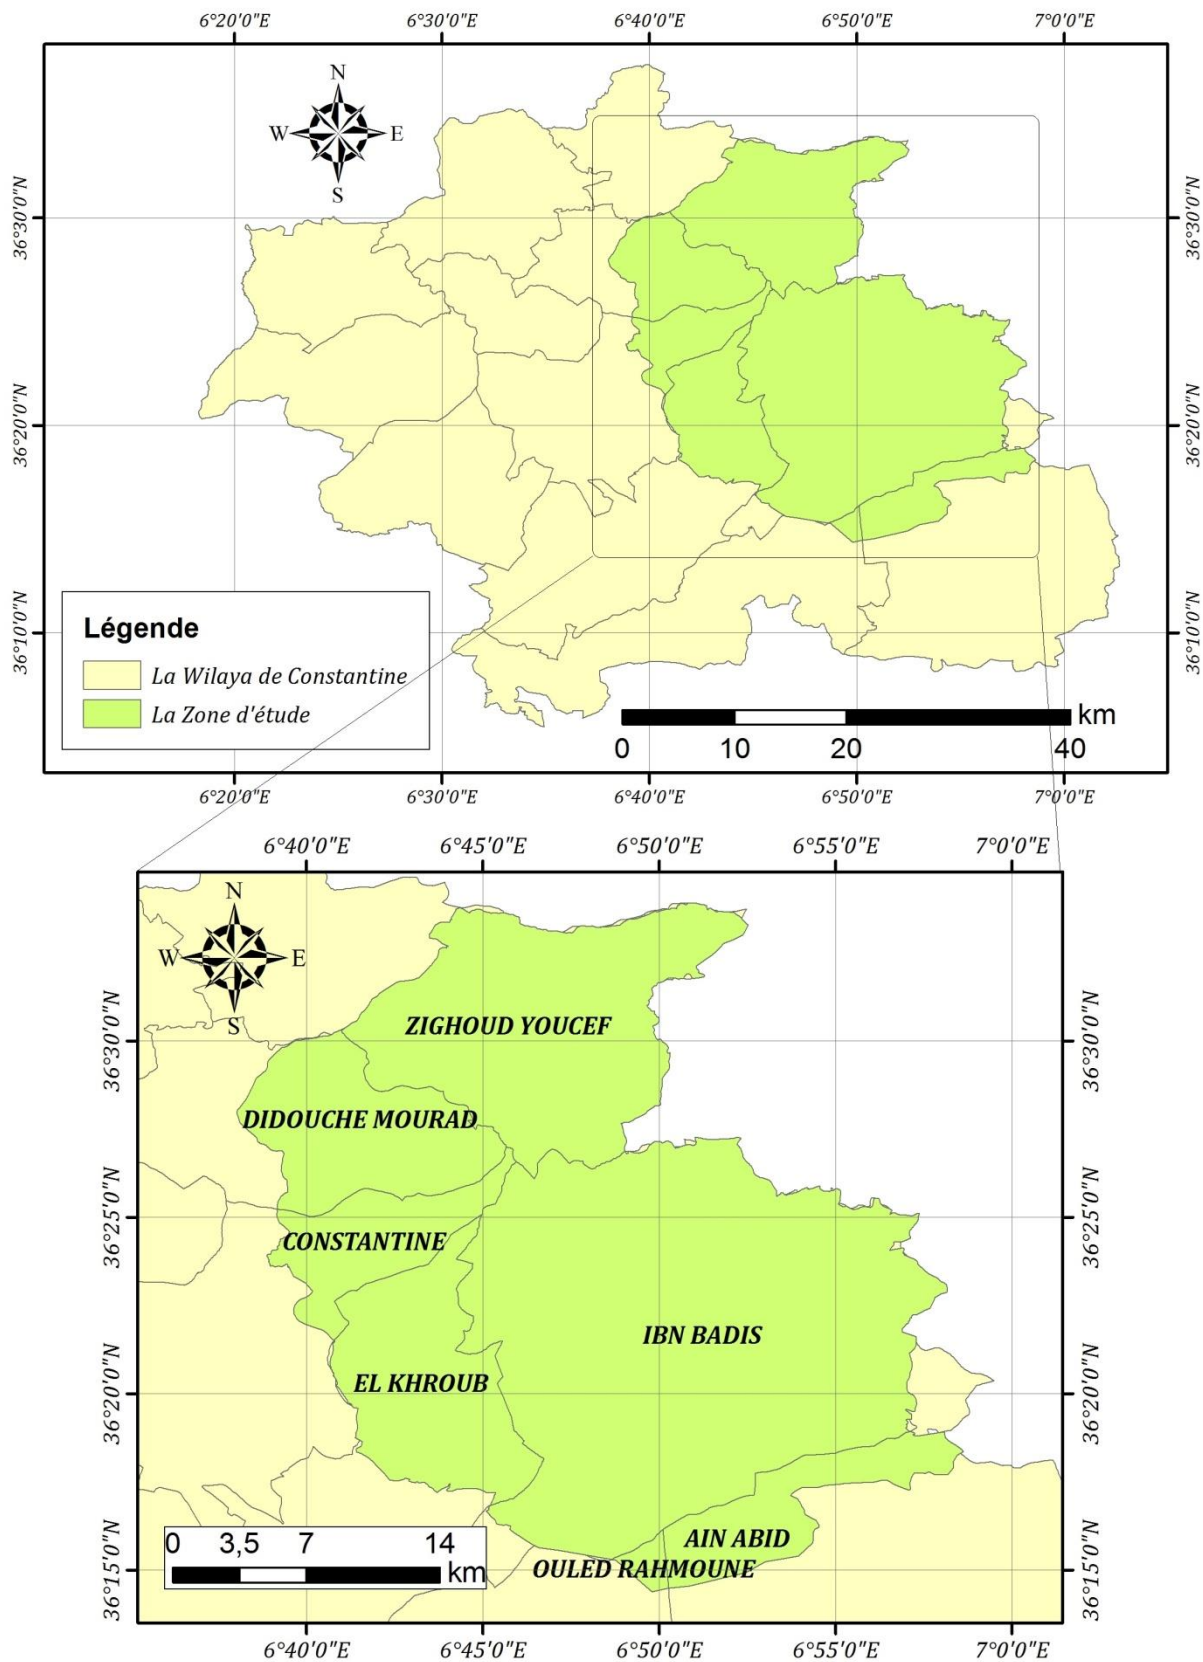 6°20'0"E 6°30'0"E 6°40'0"E 6°50'0"E 7°0'0"E
N
W E
S
36°30'0"N 36°30'0"N
36°20'0"N 36°20'0"N
36°10'0"N 36°10'0"N
Légende
La Wilaya de Constantine
La Zone d'étude
km
0 10 20 40
6°20'0"E 6°30'0"E 6°40'0"E 6°50'0"E 7°0'0"E
6°40'0"E 6°45'0"E 6°50'0"E 6°55'0"E 7°0'0"E
N
W E
S
ZIGHOUD YOUCEF
36°30'0"N 36°30'0"N
DIDOUCHE MOURAD
36°25'0"N 36°25'0"N
CONSTANTINE
IBN BADIS
EL KHROUB
36°20'0"N 36°20'0"N
AIN ABID
0 3,5 7 14
km
OULED RAHMOUNE
36°15'0"N 36°15'0"N
6°40'0"E 6°45'0"E 6°50'0"E 6°55'0"E 7°0'0"E